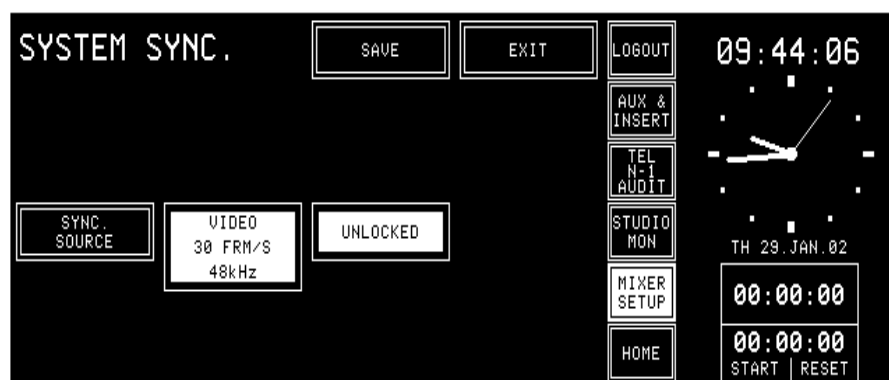 SYSTEM SYNC.
SAVE
EXIT
LOGOUT
09:44:06
AUX &
INSERT
TEL
N-1
AUDIT
SYNC.
SOURCE
VIDEO
30 FRM/S
48kHz
UNLOCKED
STUDIO
MON
TH 29.JAN.02
MIXER
SETUP
00:00:00
HOME
00:00:00
START RESET